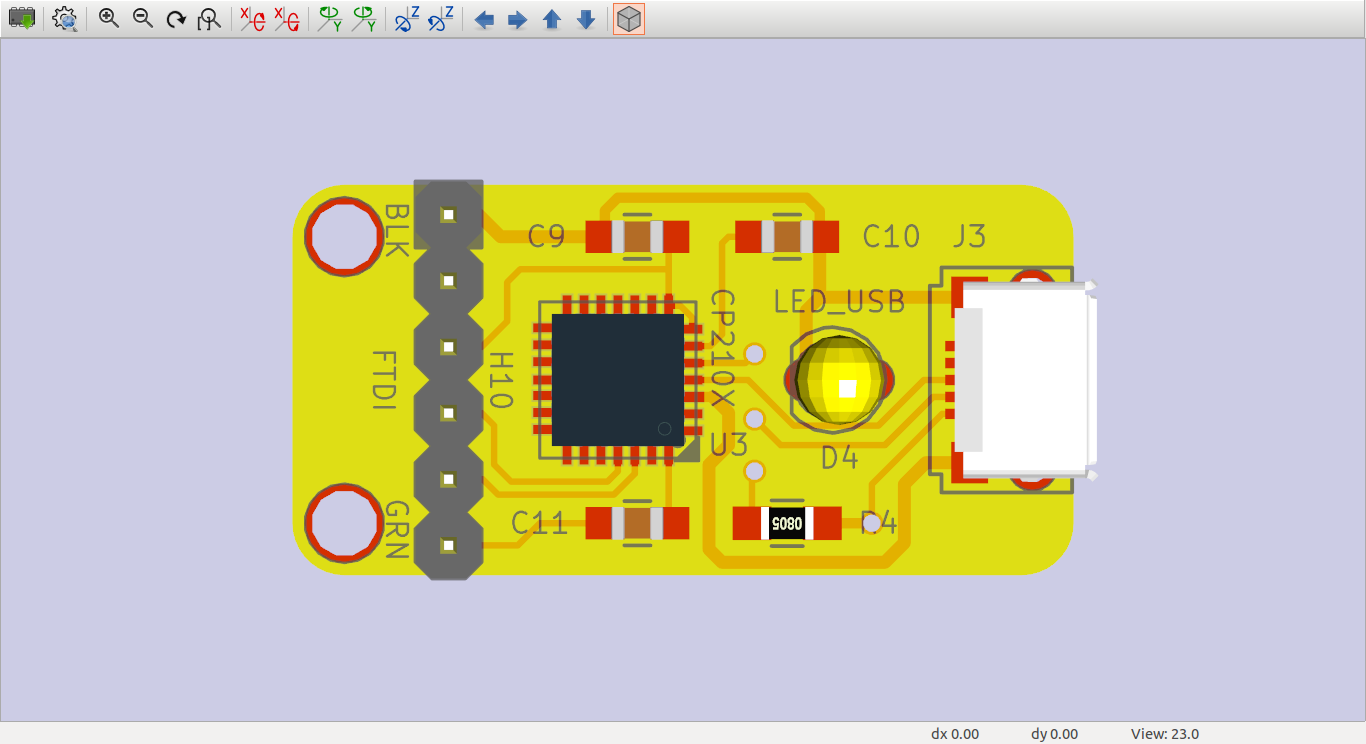 X X Y Y Z Z
BLK
C9
C10
J3
CP210X
LED_USB
FTDI
H10
U3
D4
GRN
C11
0805
R4
dx 0.00 dy 0.00 View: 23.0